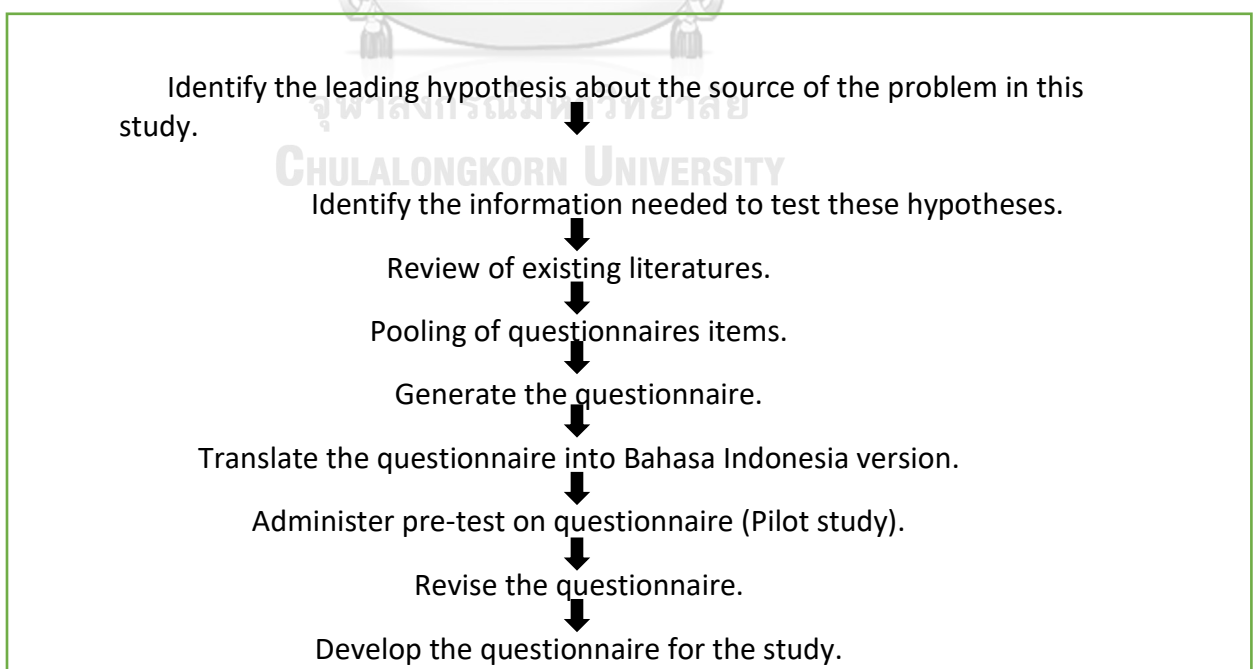 Identify the leading hypothesis about the source of the problem in this
study.
จุฬาลงกรณ์มหาวิทยาลัย
CHULALONGKORN UNIVERSITY
Identify the information needed to test these hypotheses.
Review of existing literatures.
Pooling of questionnaires items.
Generate the questionnaire.
Translate the questionnaire into Bahasa Indonesia version.
Administer pre-test on questionnaire (Pilot study).
Revise the questionnaire.
Develop the questionnaire for the study.